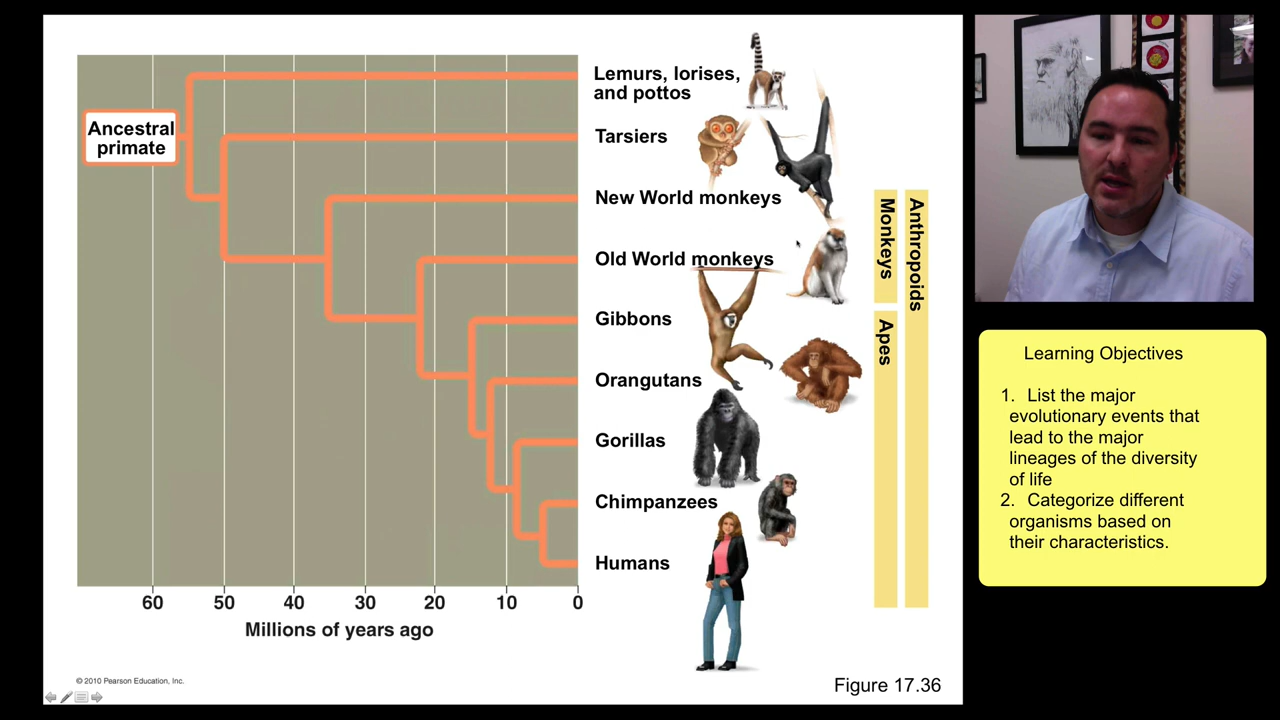 Lemurs, lorises,
and pottos
Ancestral
primate
Tarsiers
New World monkeys
Old World monkeys
Gibbons
Orangutans
Gorillas
Chimpanzees
Humans
Monkeys
Apes
Anthropoids
60 50 40 30 20 10 0
Millions of years ago
© 2010 Pearson Education, Inc.
Figure 17.36
Learning Objectives
1. List the major
evolutionary events that
lead to the major
lineages of the diversity
of life
2. Categorize different
organisms based on
their characteristics.